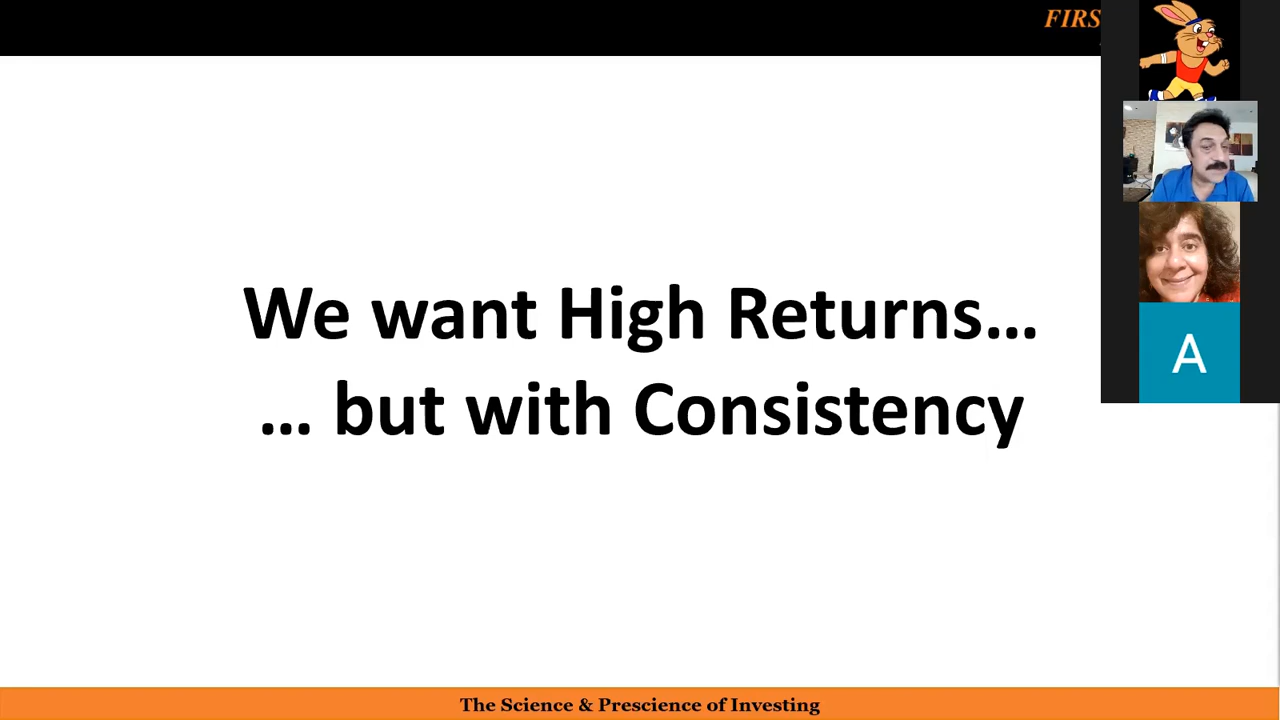 FIRS
We want High Returns…
… but with Consistency
A
The Science & Prescience of Investing